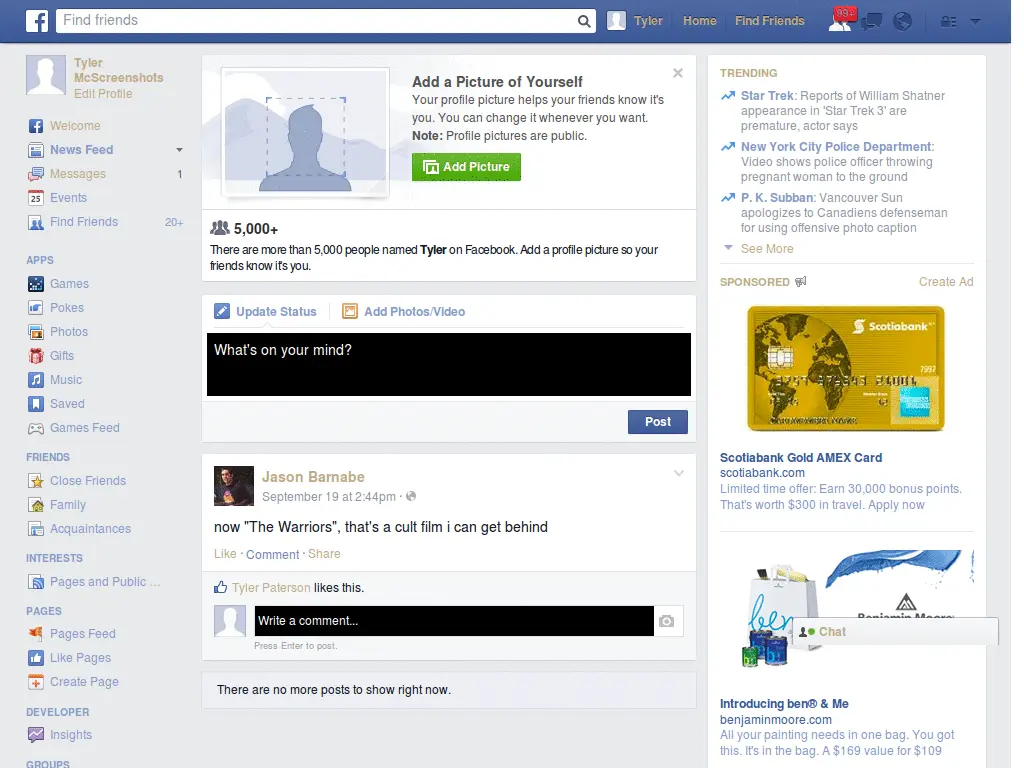 Find friends
Tyler
Home
Find Friends
99+
Tyler
McScreenshots
Edit Profile
Welcome
News Feed
Messages 1
25 Events
Find Friends 20+
APPS
Games
Pokes
Photos
Gifts
Music
Saved
Games Feed
FRIENDS
Close Friends
Family
Acquaintances
INTERESTS
Pages and Public ...
PAGES
Pages Feed
Like Pages
Create Page
DEVELOPER
Insights
GROUPS
Add a Picture of Yourself
Your profile picture helps your friends know it's
you. You can change it whenever you want.
Note: Profile pictures are public.
Add Picture
5,000+
There are more than 5,000 people named Tyler on Facebook. Add a profile picture so your
friends know it's you.
Update Status
Add Photos/Video
What's on your mind?
Post
Jason Barnabe
September 19 at 2:44pm ·
now "The Warriors", that's a cult film i can get behind
Like · Comment · Share
Tyler Paterson likes this.
Write a comment...
Press Enter to post.
There are no more posts to show right now.
TRENDING
Star Trek: Reports of William Shatner
appearance in 'Star Trek 3' are
premature, actor says
New York City Police Department:
Video shows police officer throwing
pregnant woman to the ground
P. K. Subban: Vancouver Sun
apologizes to Canadiens defenseman
for using offensive photo caption
See More
SPONSORED
Create Ad
Scotiabank
7997
Scotiabank Gold AMEX Card
scotiabank.com
Limited time offer: Earn 30,000 bonus points.
That's worth $300 in travel. Apply now
ben
Benjamin Moore
Chat
Introducing ben® & Me
benjaminmoore.com
All your painting needs in one bag. You got
this. It's in the bag. A $169 value for $109